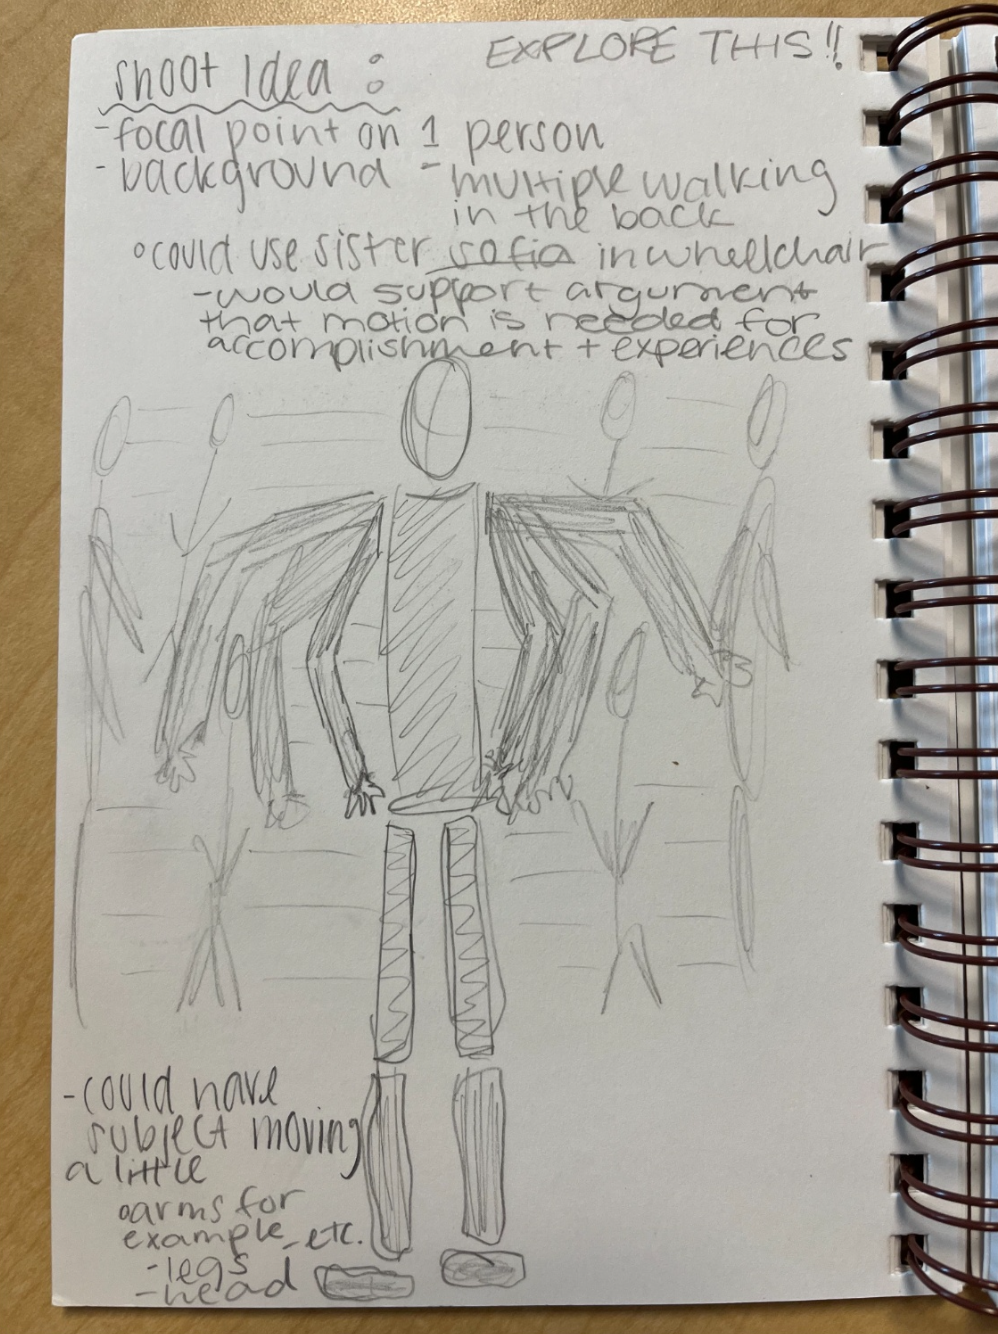 EXPLORE THIS!!
shoot Idea :
- focal point on 1 person
- background - multiple walking
in the back
◦ could use sister sofia in wheelchair
- would support argument
that motion is needed for
accomplishment + experiences
- could have
subject moving
a little
◦ arms for
example, etc.
- legs
- head